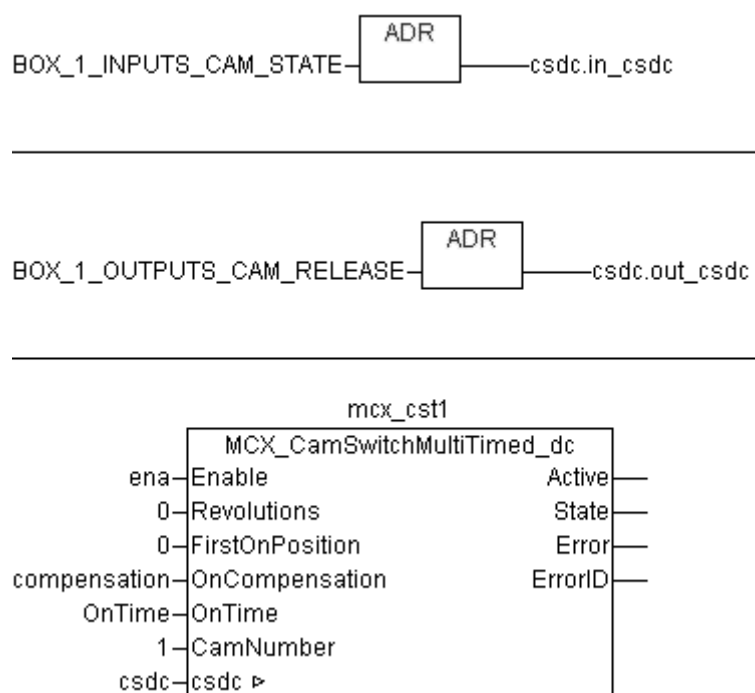 ADR
BOX_1_INPUTS_CAM_STATE csdc.in_csdc
ADR
BOX_1_OUTPUTS_CAM_RELEASE csdc.out_csdc
mcx_cst1
MCX_CamSwitchMultiTimed_dc
ena Enable Active
0 Revolutions State
0 FirstOnPosition Error
compensation OnCompensation ErrorID
OnTime OnTime
1 CamNumber
csdc csdc ▷